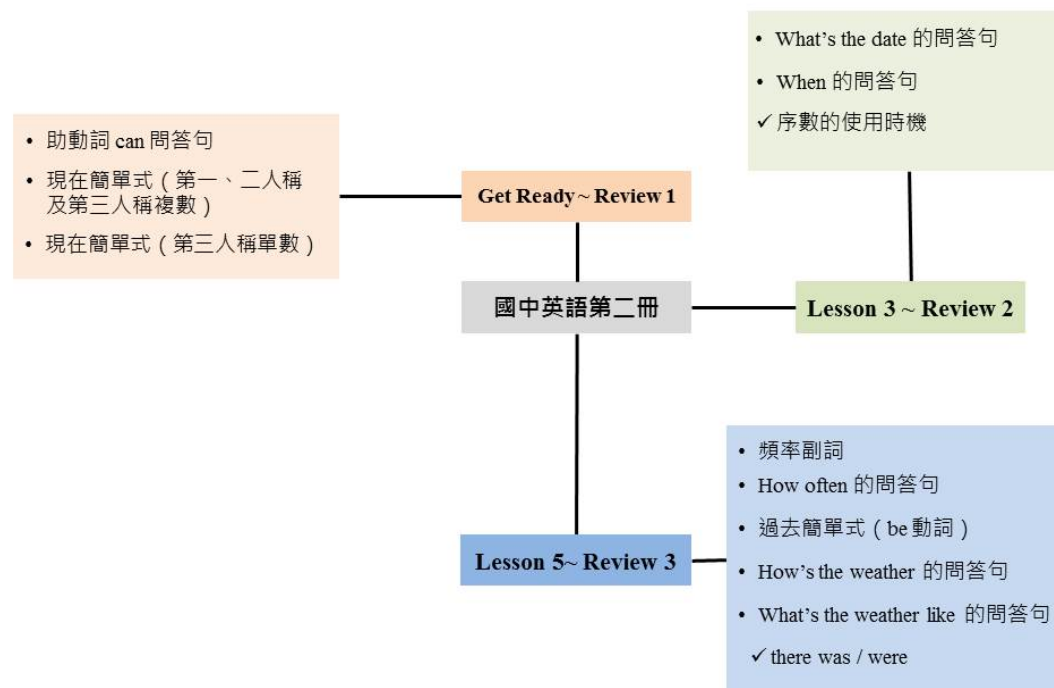 • What's the date 的問答句
• When 的問答句
✓ 序數的使用時機
• 助動詞 can 問答句
• 現在簡單式（第一、二人稱
及第三人稱複數）
• 現在簡單式（第三人稱單數）
Get Ready ~ Review 1
國中英語第二冊
Lesson 3 ~ Review 2
• 頻率副詞
• How often 的問答句
• 過去簡單式（be 動詞）
• How's the weather 的問答句
• What's the weather like 的問答句
✓ there was / were
Lesson 5~ Review 3